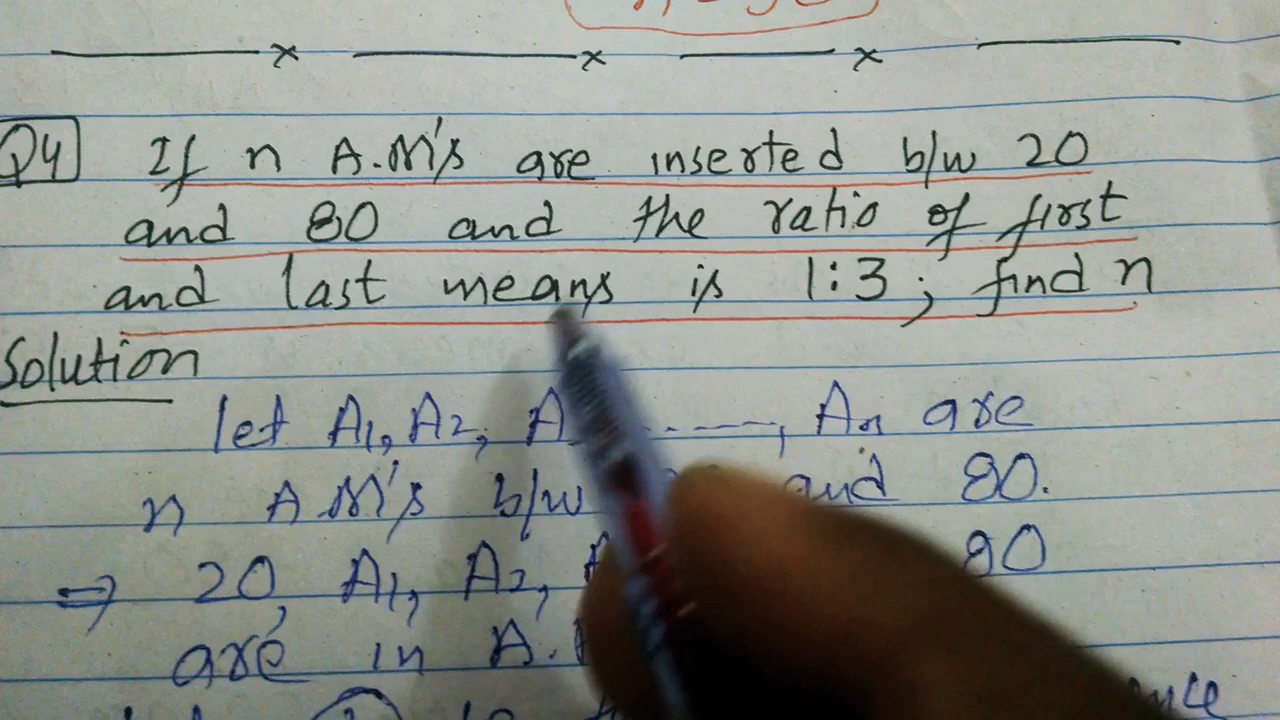 Q4 If n A.M's are inserted b/w 20
and 80 and the ratio of first
and last means is 1:3; find n
Solution
let A1, A2, A ------, An are
n A M's b/w and 80.
⇒ 20, A1, A2, 80
are in A.